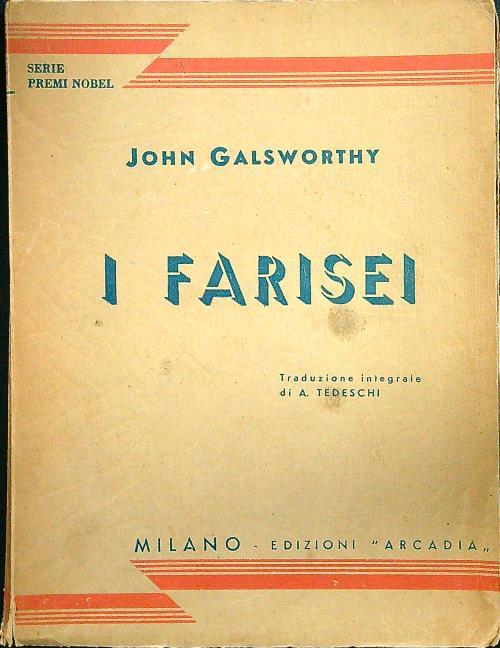 SERIE
PREMI NOBEL
JOHN GALSWORTHY
I FARISEI
Traduzione integrale
di A. TEDESCHI
MILANO - EDIZIONI "ARCADIA„